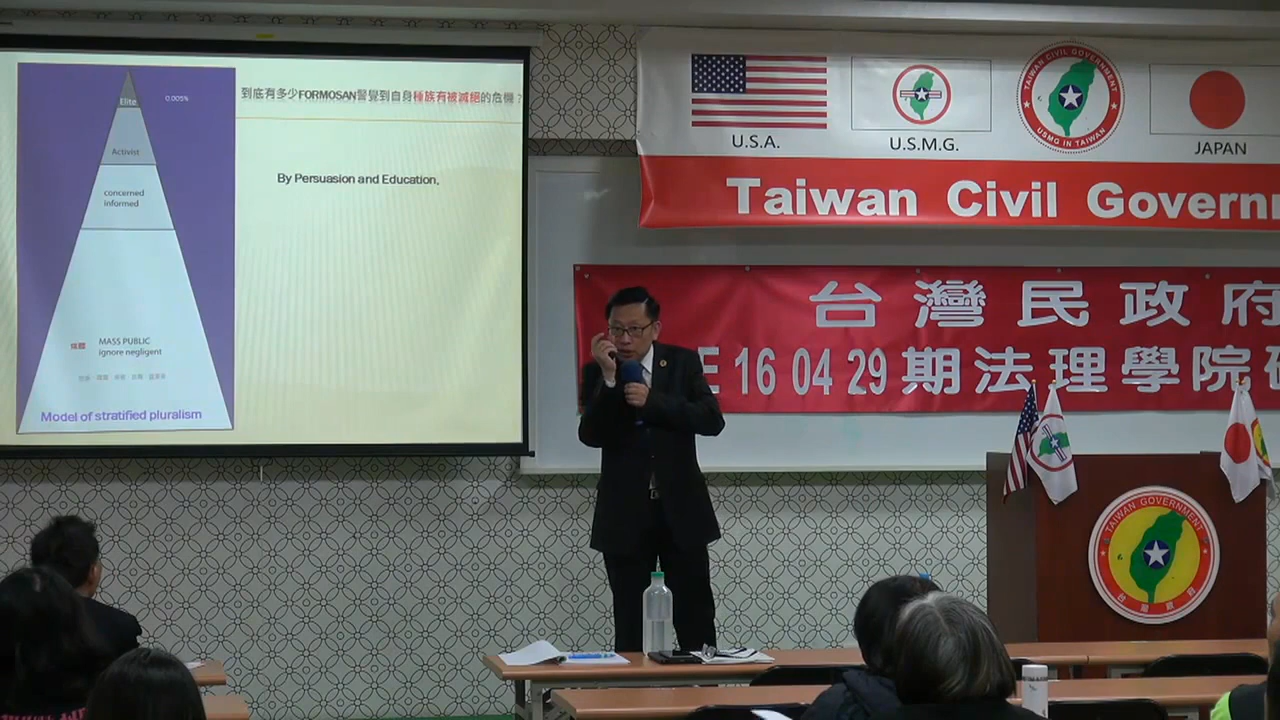 Elite
0.005%
Activist
concerned
informed
MASS PUBLIC
ignore negligent
Model of stratified pluralism
到底有多少FORMOSAN警覺到自身種族有被滅絕的危機？
By Persuasion and Education,
U.S.A.
U.S.M.G.
TAIWAN CIVIL GOVERNMENT
USMG IN TAIWAN
JAPAN
Taiwan Civil Governm
台灣民政府
E 16 04 29 期法理學院研
TAIWAN GOVERNMENT
台灣政府